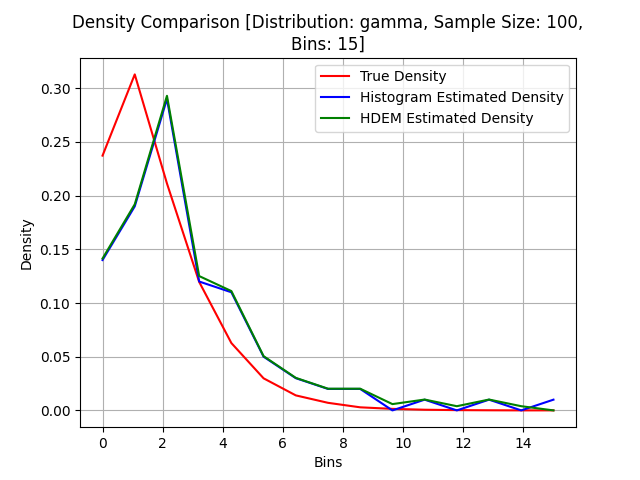 Density Comparison [Distribution: gamma, Sample Size: 100,
Bins: 15]
True Density
Histogram Estimated Density
HDEM Estimated Density
Density
0.30
0.25
0.20
0.15
0.10
0.05
0.00
0 2 4 6 8 10 12 14
Bins